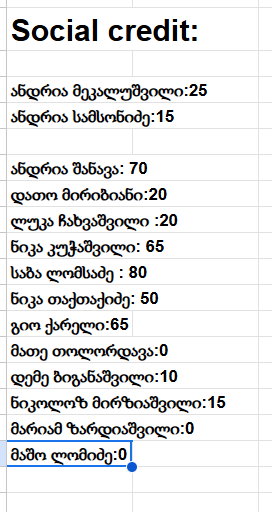 Social credit:
ანდრია მეკალუშვილი:25
ანდრია სამსონიძე:15
ანდრია შანავა: 70
დათო მირიბიანი:20
ლუკა ჩახვაშვილი :20
ნიკა კუჭაშვილი: 65
საბა ლომსაძე : 80
ნიკა თაქთაქიძე: 50
გიო ქარელი:65
მათე თოლორდავა:0
დემე ბიგანაშვილი:10
ნიკოლოზ მირზიაშვილი:15
მარიამ ზარდიაშვილი:0
მაშო ლომიძე:0